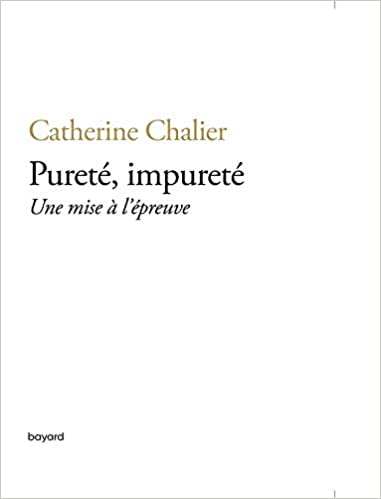 Catherine Chalier
Pureté, impureté
Une mise à l’épreuve
bayard